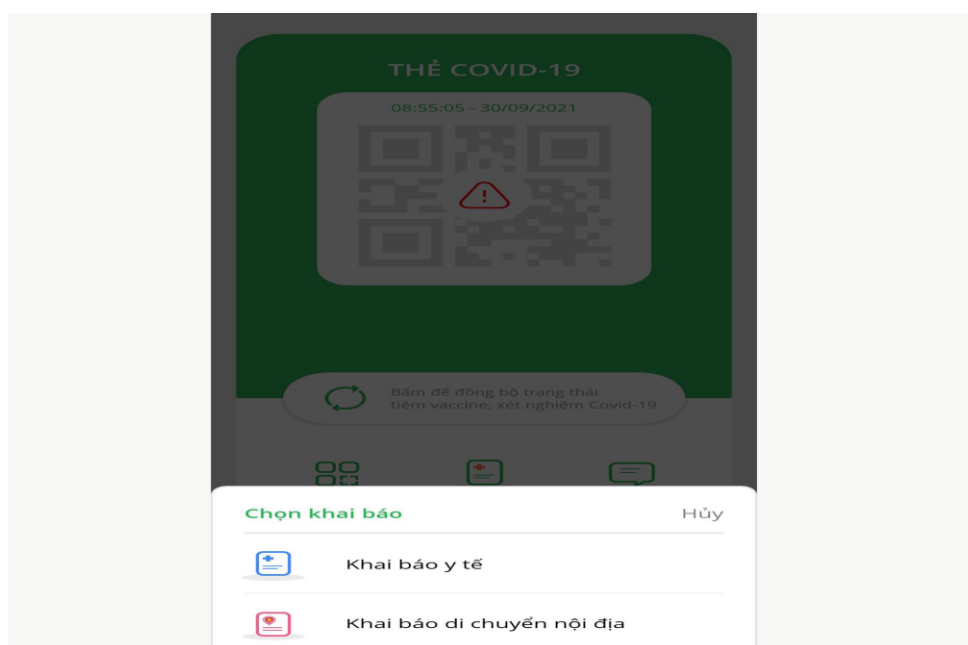 THẺ COVID-19
08:55:05 - 30/09/2021
Bấm để đồng bộ trạng thái
tiêm vaccine, xét nghiệm Covid-19
Chọn khai báo
Hủy
Khai báo y tế
Khai báo di chuyển nội địa